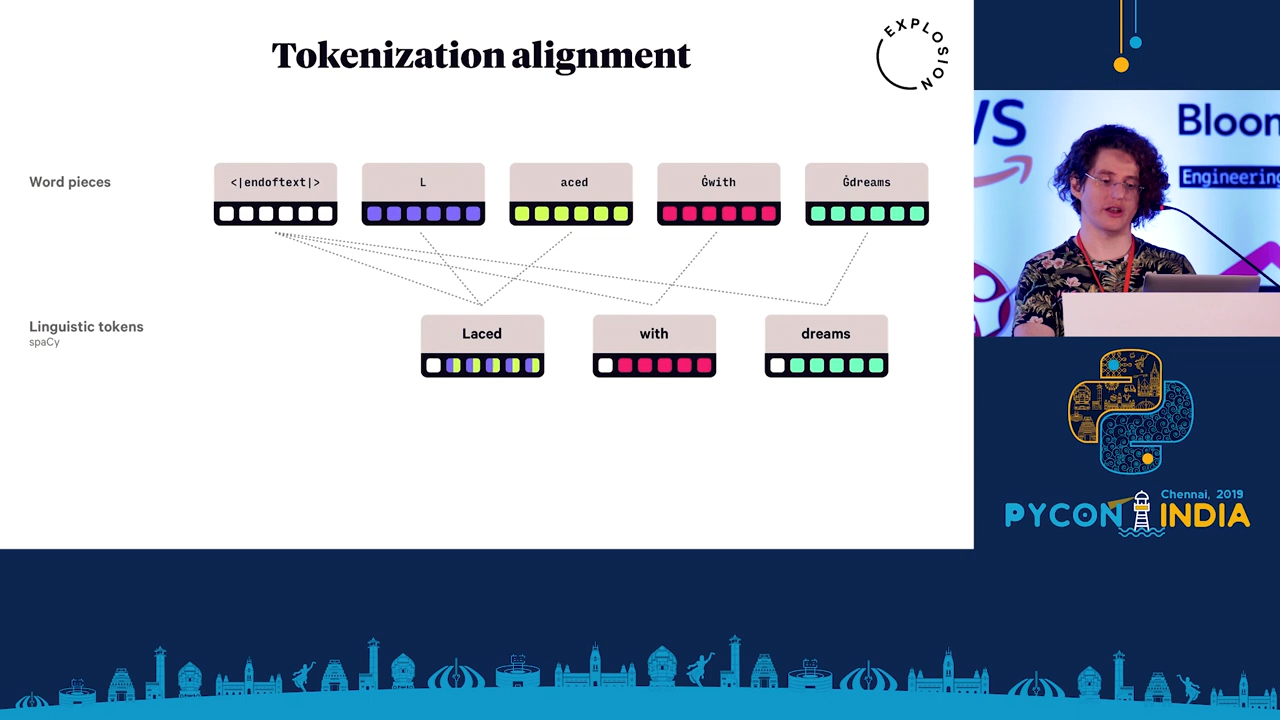 Tokenization alignment
EXPLOSION
Word pieces
<|endoftext|>
L
aced
Ġwith
Ġdreams
Linguistic tokens
spaCy
Laced
with
dreams
Engineering
Chennai, 2019
PYCON INDIA